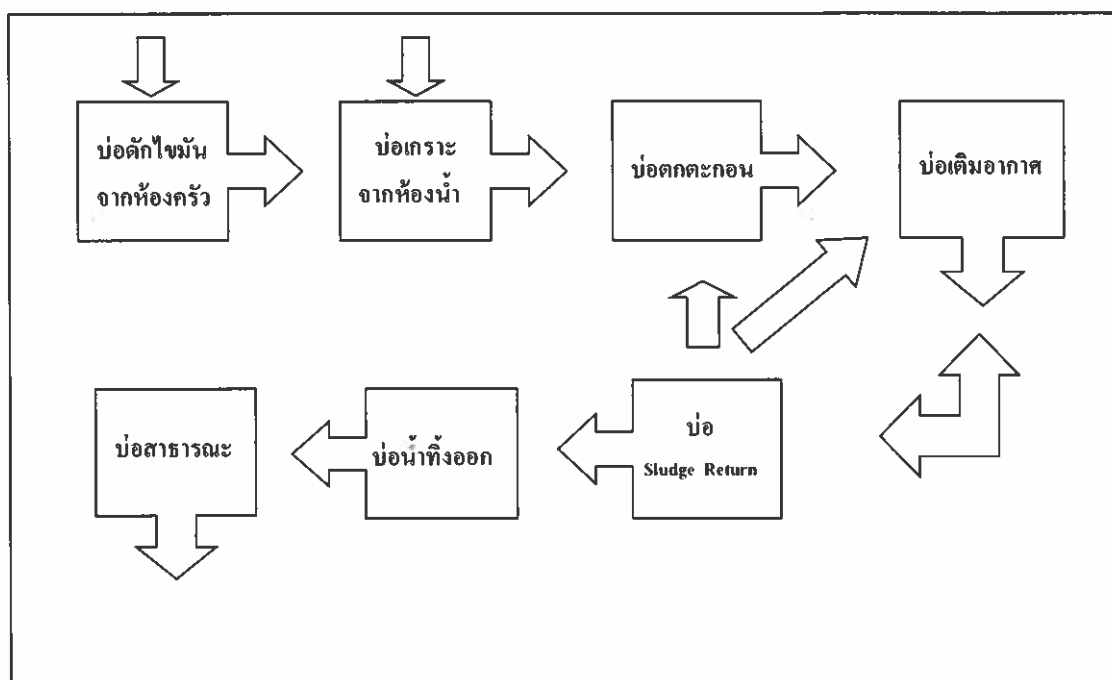 บ่อดักไขมัน
จากห้องครัว
บ่อเกราะ
จากห้องน้ำ
บ่อตกตะกอน
บ่อเติมอากาศ
บ่อสาธารณะ
บ่อน้ำทิ้งออก
บ่อ
Sludge Return